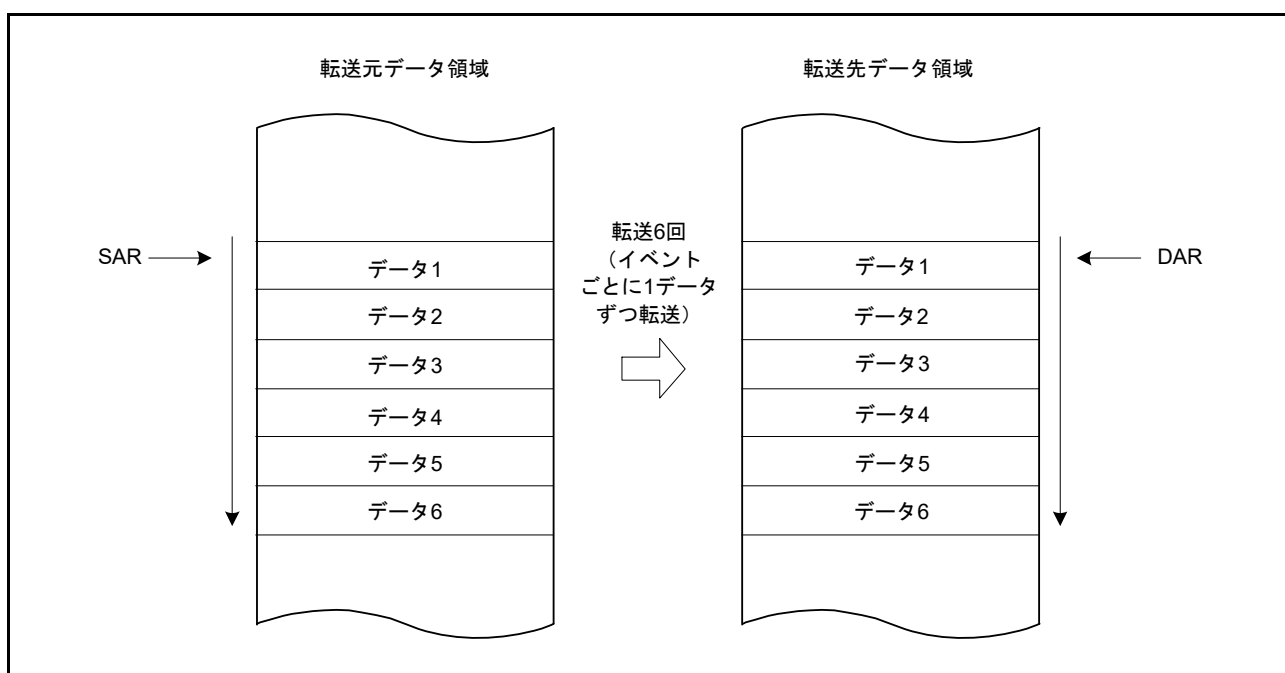 転送元データ領域
転送先データ領域
SAR
データ1
データ2
データ3
データ4
データ5
データ6
転送6回
（イベント
ごとに1データ
ずつ転送）
データ1
データ2
データ3
データ4
データ5
データ6
DAR